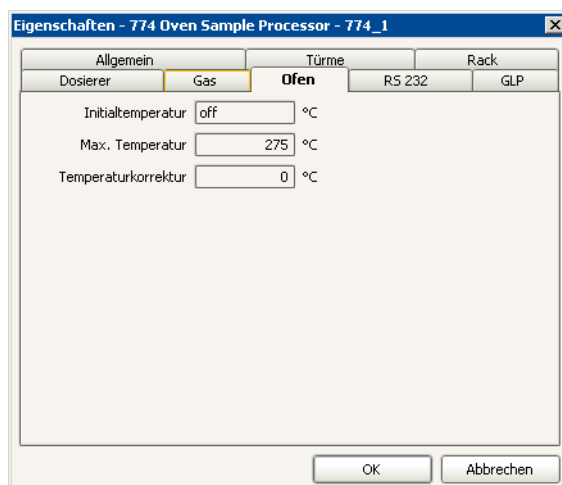 Eigenschaften - 774 Oven Sample Processor - 774_1
Allgemein Türme Rack
Dosierer Gas Ofen RS 232 GLP
Initialtemperatur off °C
Max. Temperatur 275 °C
Temperaturkorrektur 0 °C
OK Abbrechen